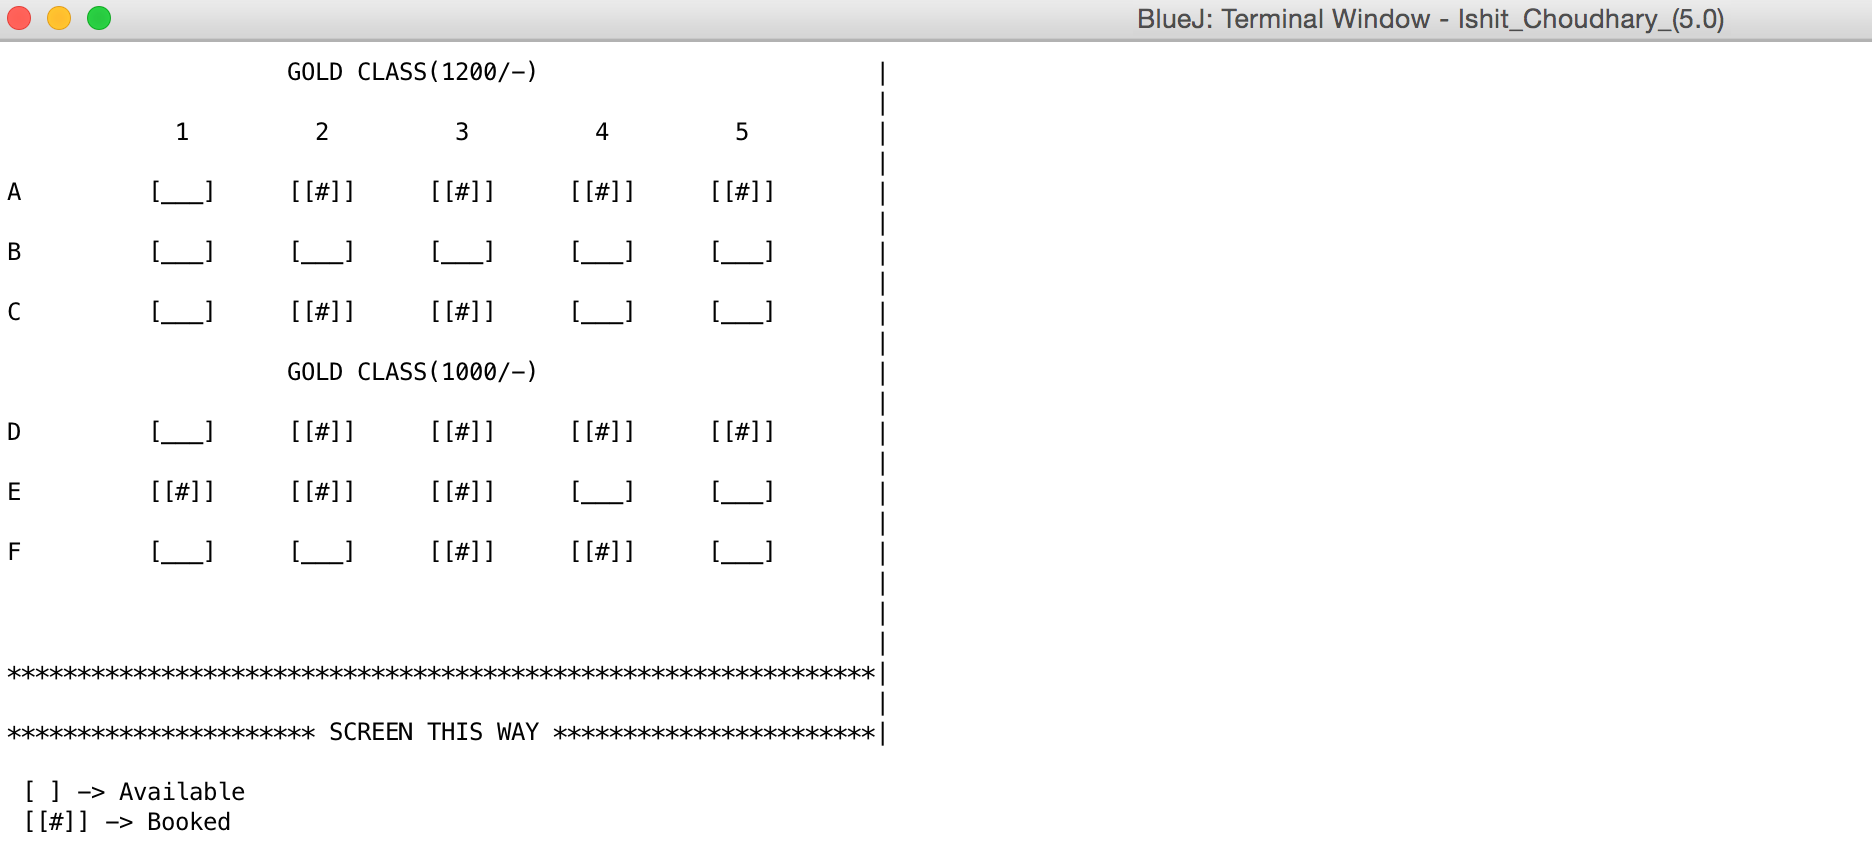 BlueJ: Terminal Window - Ishit_Choudhary_(5.0)
GOLD CLASS(1200/-) |
|
1 2 3 4 5 |
|
A [___] [[#]] [[#]] [[#]] [[#]] |
|
B [___] [___] [___] [___] [___] |
|
C [___] [[#]] [[#]] [___] [___] |
|
GOLD CLASS(1000/-) |
|
D [___] [[#]] [[#]] [[#]] [[#]] |
|
E [[#]] [[#]] [[#]] [___] [___] |
|
F [___] [___] [[#]] [[#]] [___] |
|
|
|
**************************************************************|
|
********************** SCREEN THIS WAY ***********************|
[ ] -> Available
[[#]] -> Booked